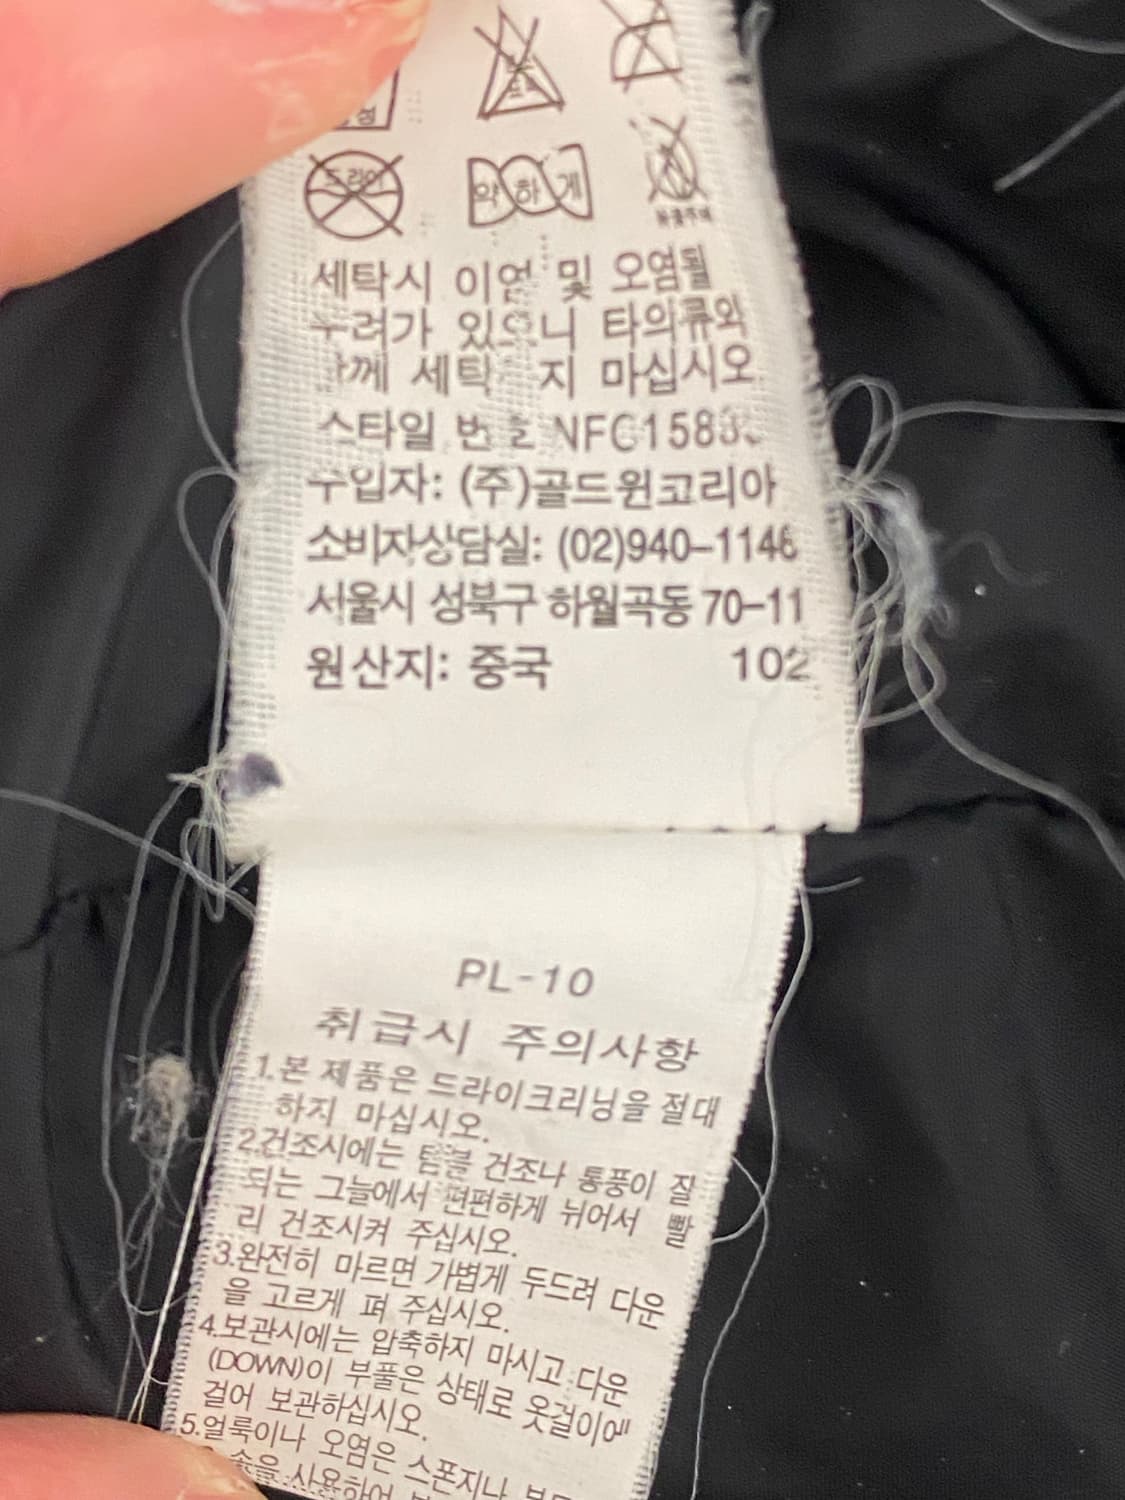 드라이
약하게
세탁시 이염 및 오염될
우려가 있으니 타의류와
함께 세탁 지 마십시오
스타일 번호 NFC1583
수입자: (주)골드윈코리아
소비자상담실: (02)940-1146
서울시 성북구 하월곡동 70-11
원산지: 중국 102
PL-10
취급시 주의사항
1.본 제품은 드라이크리닝을 절대
하지 마십시오.
2.건조시에는 텀블 건조나 통풍이 잘
되는 그늘에서 편편하게 뉘어서 빨
리 건조시켜 주십시오.
3.완전히 마르면 가볍게 두드려 다운
을 고르게 펴 주십시오.
4.보관시에는 압축하지 마시고 다운
(DOWN)이 부풀은 상태로 옷걸이에
걸어 보관하십시오.
5.얼룩이나 오염은 스폰지나
솔을 사용하여